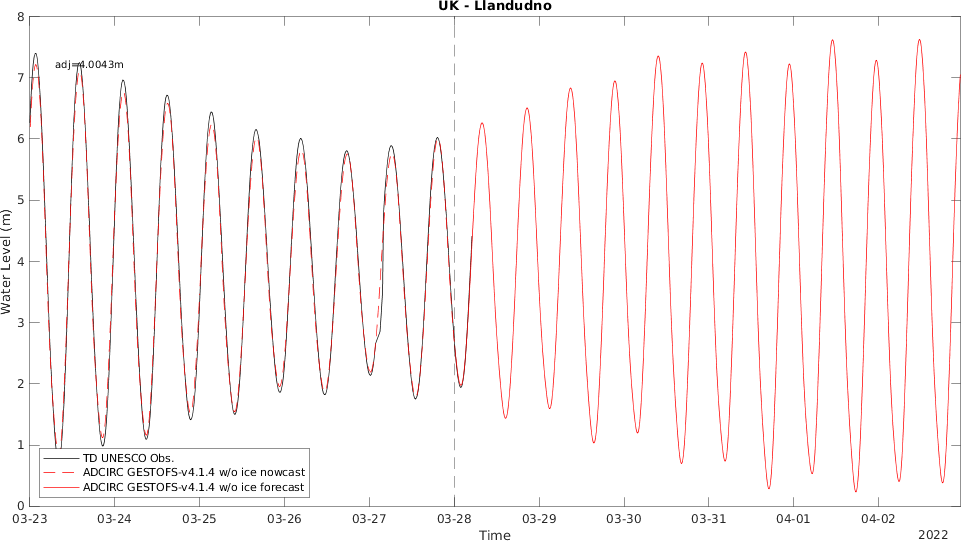 UK - Llandudno
8
adj=4.0043m
7
6
5
4
3
2
1
0
Water Level (m)
TD UNESCO Obs.
ADCIRC GESTOFS-v4.1.4 w/o ice nowcast
ADCIRC GESTOFS-v4.1.4 w/o ice forecast
03-23 03-24 03-25 03-26 03-27 03-28 03-29 03-30 03-31 04-01 04-02
Time
2022